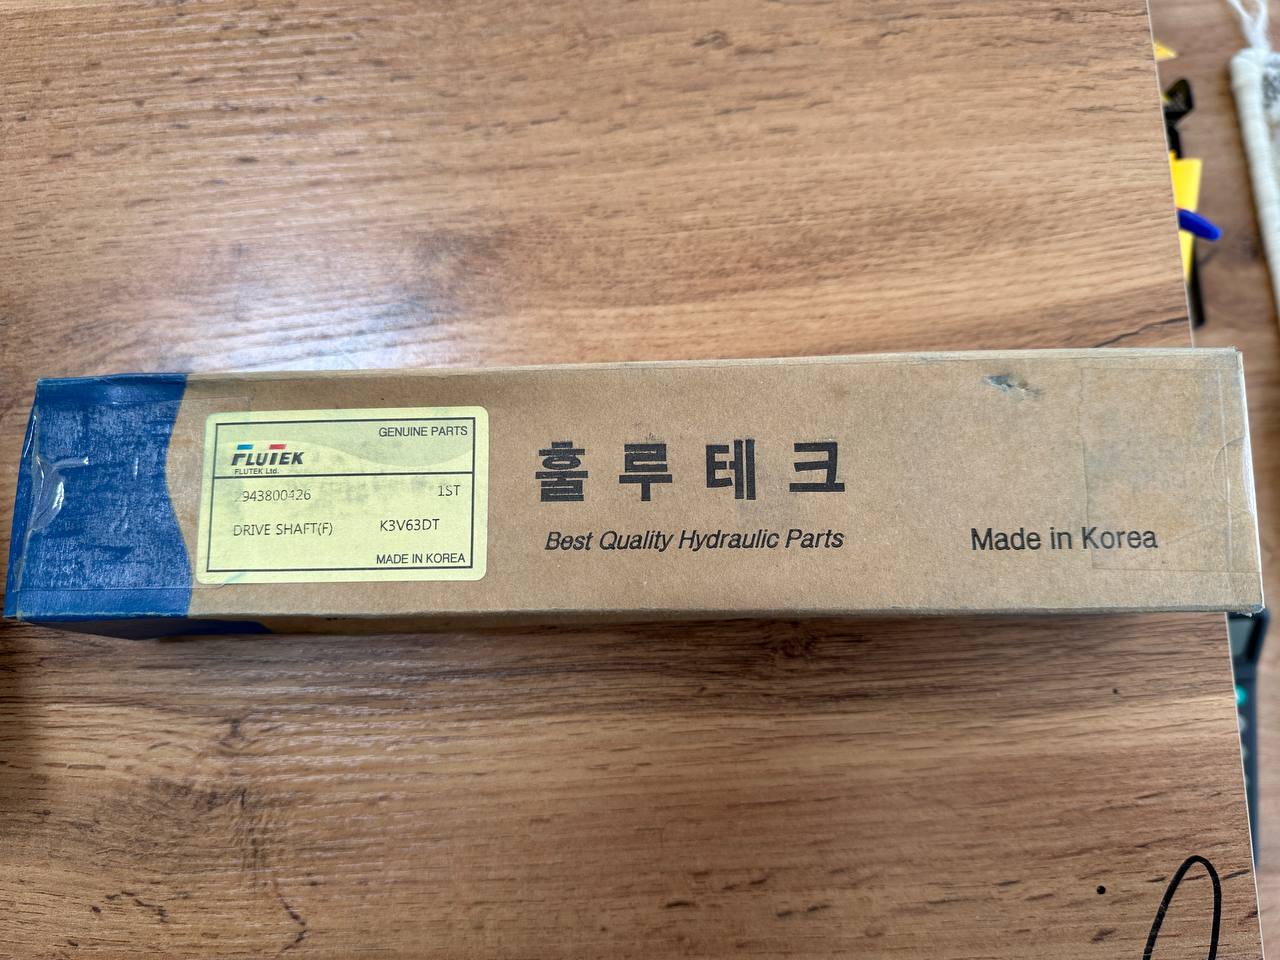 GENUINE PARTS
FLUTEK
FLUTEK Ltd.
2943800426 1ST
DRIVE SHAFT(F) K3V63DT
MADE IN KOREA
훌루테크
Best Quality Hydraulic Parts
Made in Korea